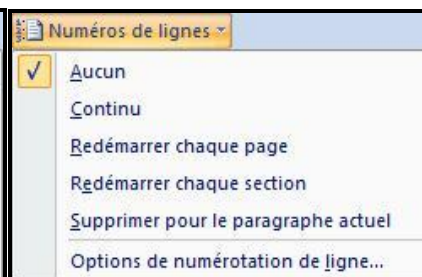 Numéros de lignes
Aucun
Continu
Redémarrer chaque page
Redémarrer chaque section
Supprimer pour le paragraphe actuel
Options de numérotation de ligne...